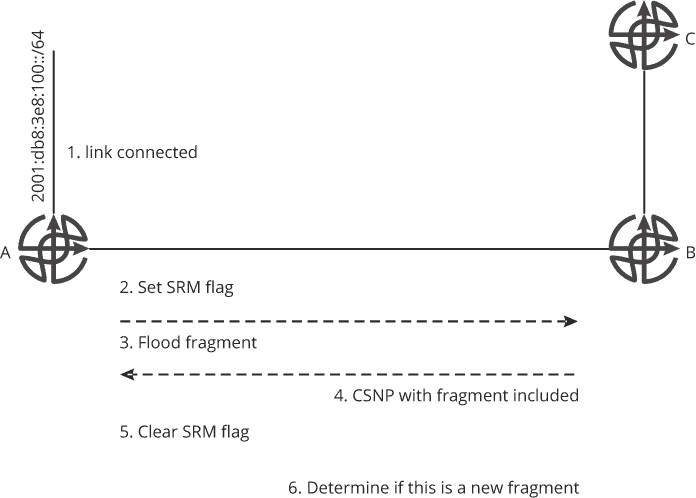 C
2001:db8:3e8:100::/64
1. link connected
A
B
2. Set SRM flag
3. Flood fragment
4. CSNP with fragment included
5. Clear SRM flag
6. Determine if this is a new fragment